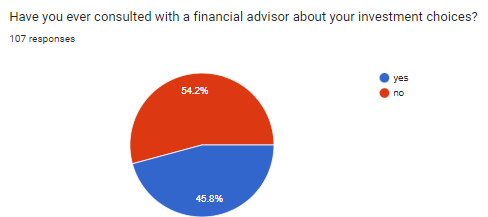 Have you ever consulted with a financial advisor about your investment choices?
107 responses
yes
no
54.2%
45.8%